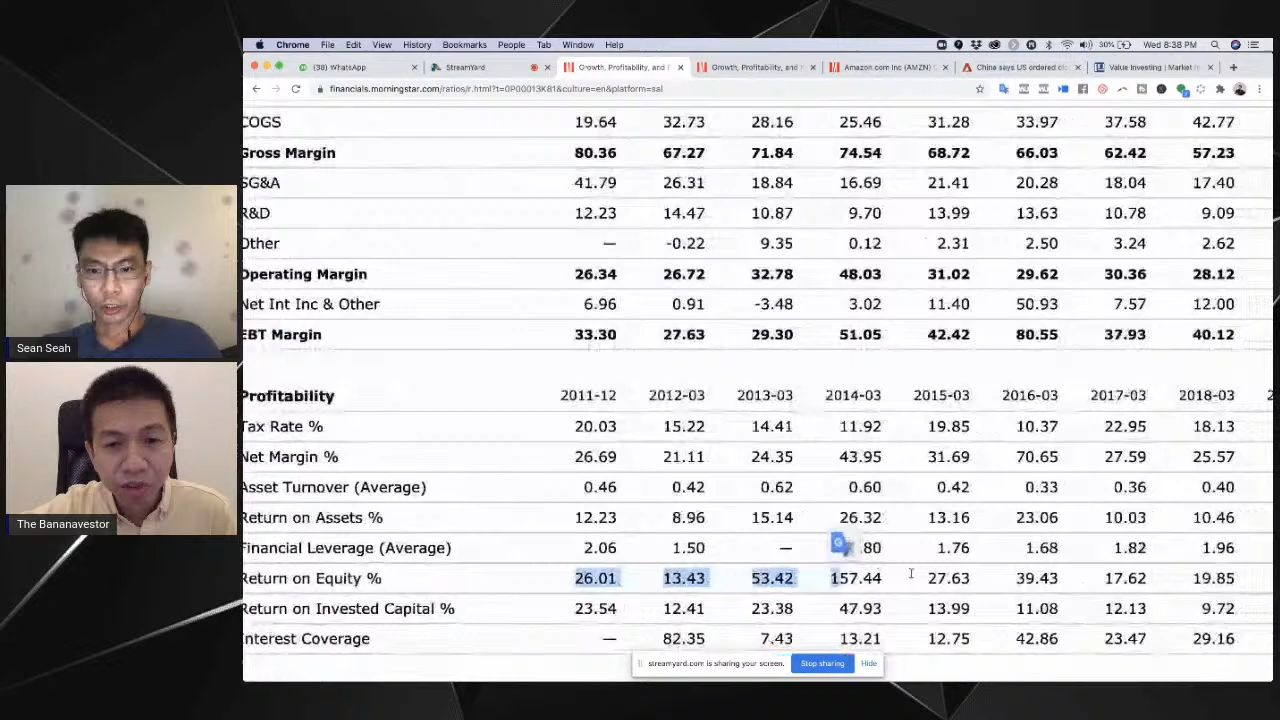 Chrome File Edit View History Bookmarks People Tab Window Help 30% Wed 8:38 PM
(38) WhatsApp StreamYard Growth, Profitability, and F Growth, Profitability, and F Amazon.com Inc (AMZN) C China says US ordered cl Value Investing | Market In
financials.morningstar.com/ratios/r.html?t=0P00013K81&culture=en&platform=sal
COGS 19.64 32.73 28.16 25.46 31.28 33.97 37.58 42.77
Gross Margin 80.36 67.27 71.84 74.54 68.72 66.03 62.42 57.23
SG&A 41.79 26.31 18.84 16.69 21.41 20.28 18.04 17.40
R&D 12.23 14.47 10.87 9.70 13.99 13.63 10.78 9.09
Other — -0.22 9.35 0.12 2.31 2.50 3.24 2.62
Operating Margin 26.34 26.72 32.78 48.03 31.02 29.62 30.36 28.12
Net Int Inc & Other 6.96 0.91 -3.48 3.02 11.40 50.93 7.57 12.00
EBT Margin 33.30 27.63 29.30 51.05 42.42 80.55 37.93 40.12
Profitability 2011-12 2012-03 2013-03 2014-03 2015-03 2016-03 2017-03 2018-03
Tax Rate % 20.03 15.22 14.41 11.92 19.85 10.37 22.95 18.13
Net Margin % 26.69 21.11 24.35 43.95 31.69 70.65 27.59 25.57
Asset Turnover (Average) 0.46 0.42 0.62 0.60 0.42 0.33 0.36 0.40
Return on Assets % 12.23 8.96 15.14 26.32 13.16 23.06 10.03 10.46
Financial Leverage (Average) 2.06 1.50 — .80 1.76 1.68 1.82 1.96
Return on Equity % 26.01 13.43 53.42 157.44 27.63 39.43 17.62 19.85
Return on Invested Capital % 23.54 12.41 23.38 47.93 13.99 11.08 12.13 9.72
Interest Coverage — 82.35 7.43 13.21 12.75 42.86 23.47 29.16
streamyard.com is sharing your screen. Stop sharing Hide
Sean Seah
The Bananavestor